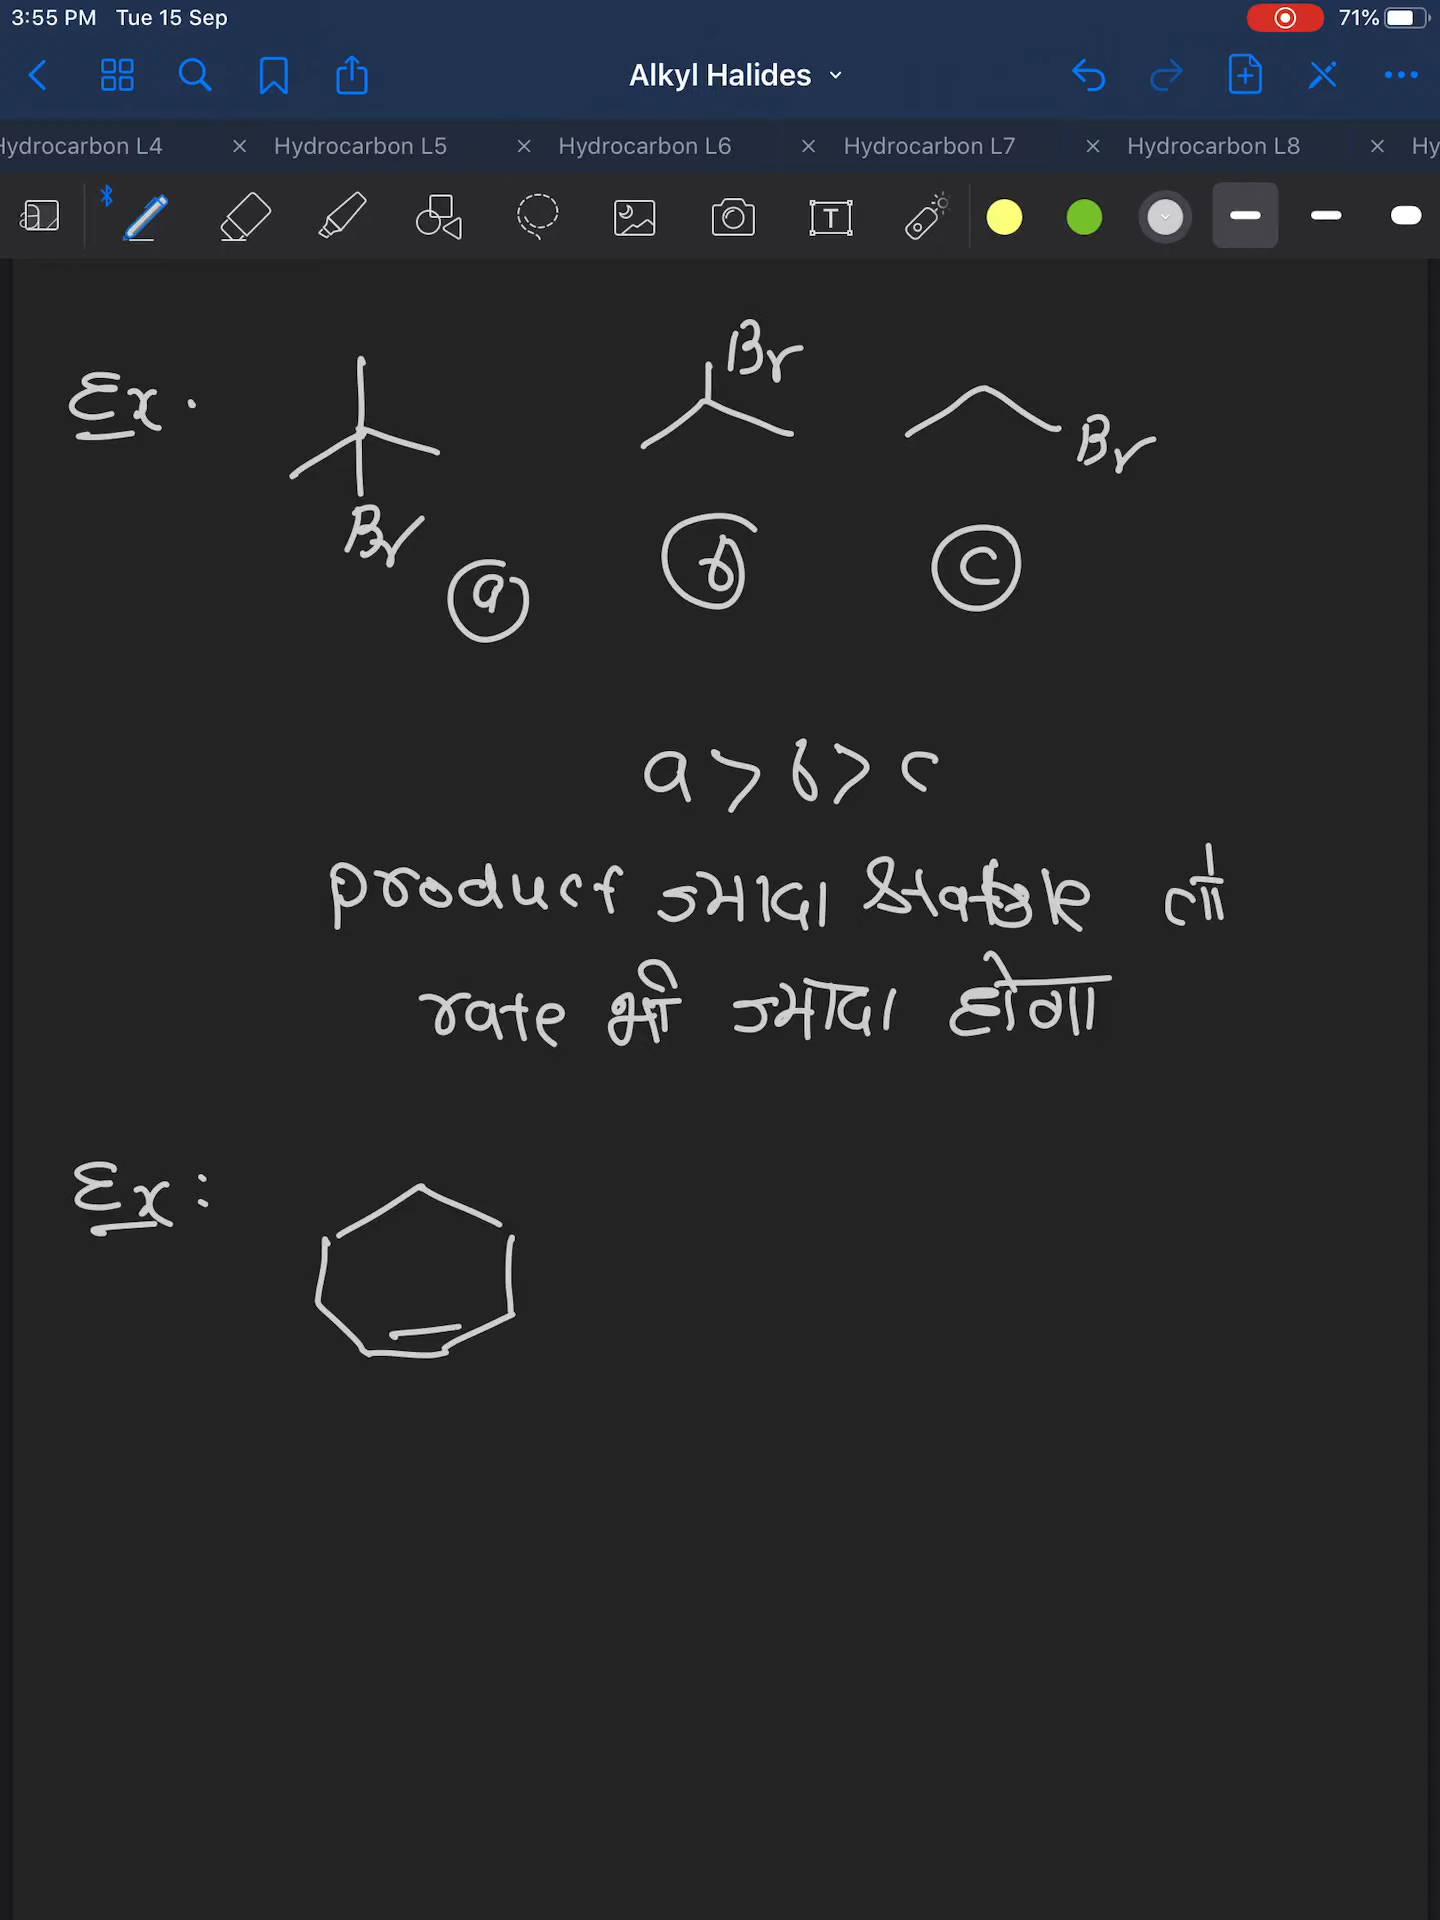 3:55 PM Tue 15 Sep 71%
Alkyl Halides
Hydrocarbon L4 Hydrocarbon L5 Hydrocarbon L6 Hydrocarbon L7 Hydrocarbon L8 Hy
a T
Ex. Br Br
Br
a b c
a > b > c
product ज्यादा stable तो
rate भी ज्यादा होगा
Ex :